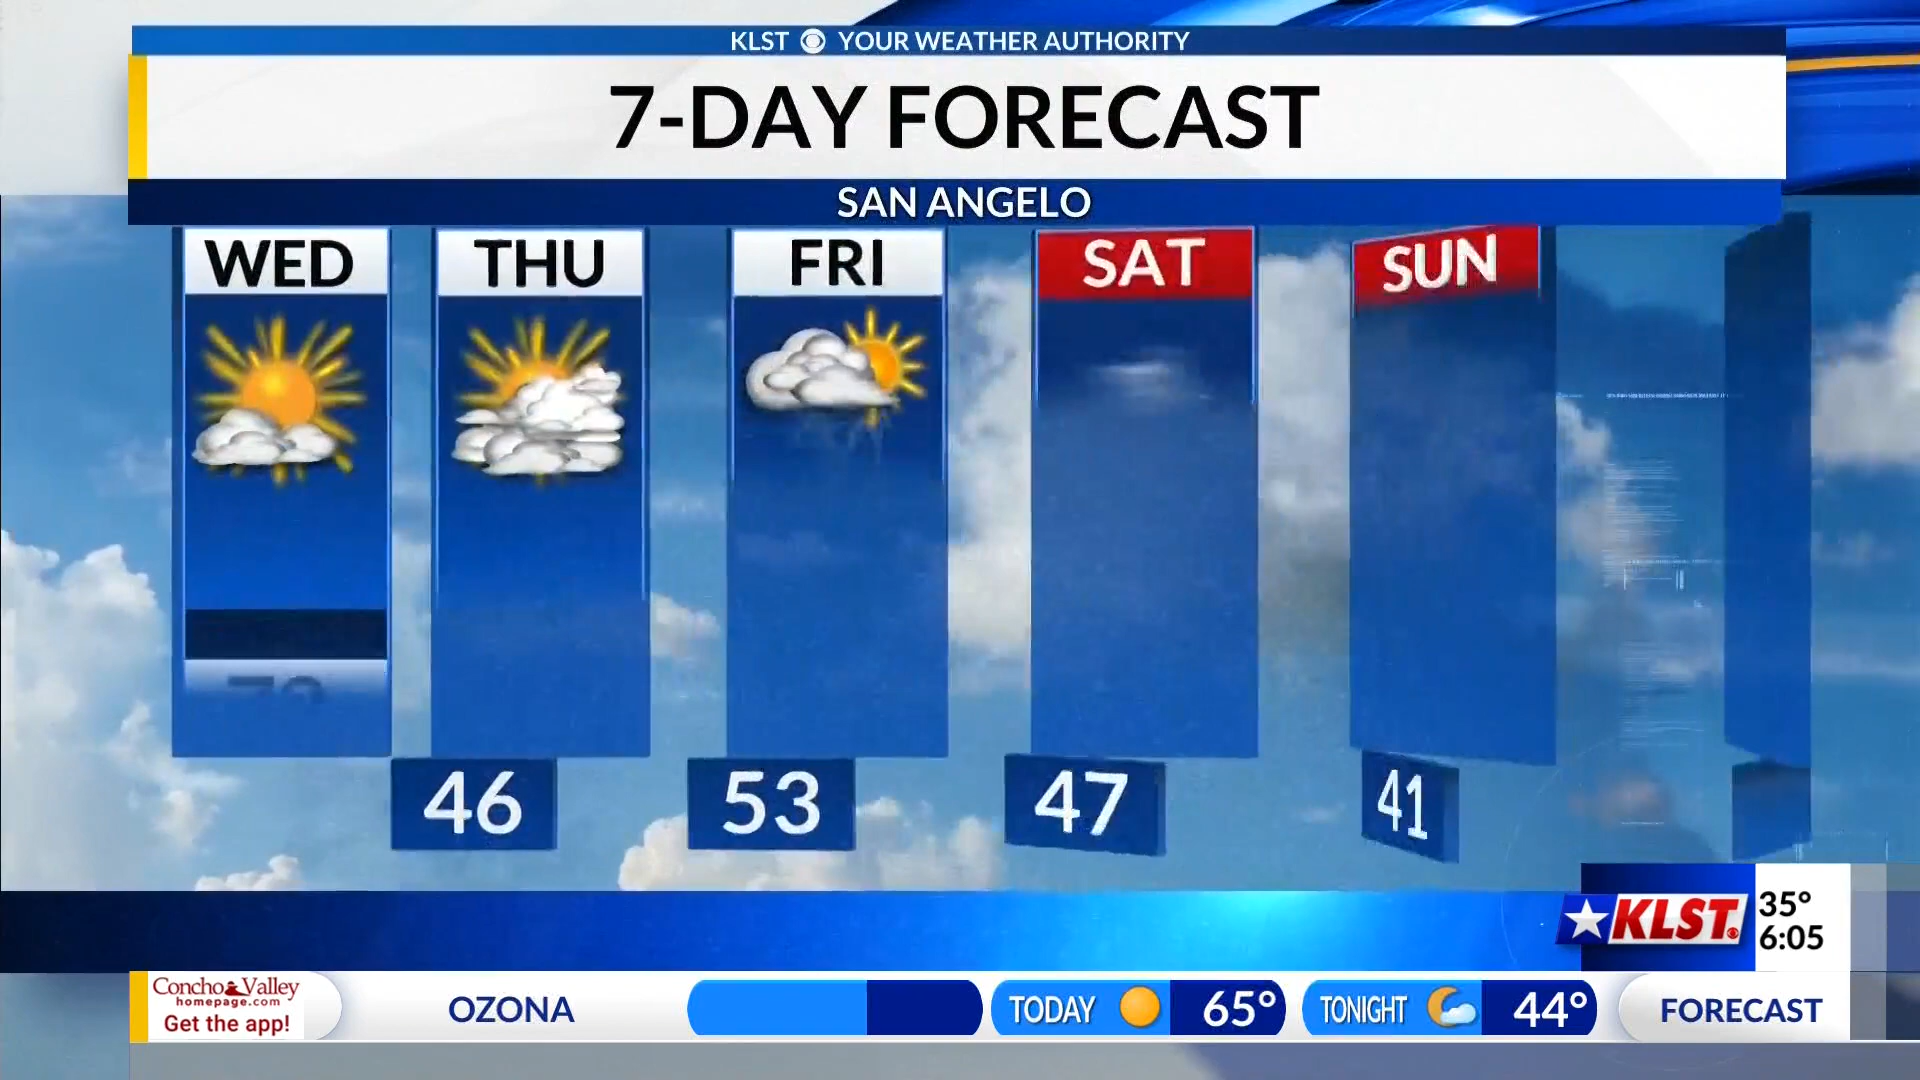 KLST YOUR WEATHER AUTHORITY
7-DAY FORECAST
SAN ANGELO
WED THU FRI SAT SUN
46 53 47 41
KLST
35°
6:05
Concho Valley
homepage.com
Get the app!
OZONA
TODAY 65°
TONIGHT 44°
FORECAST